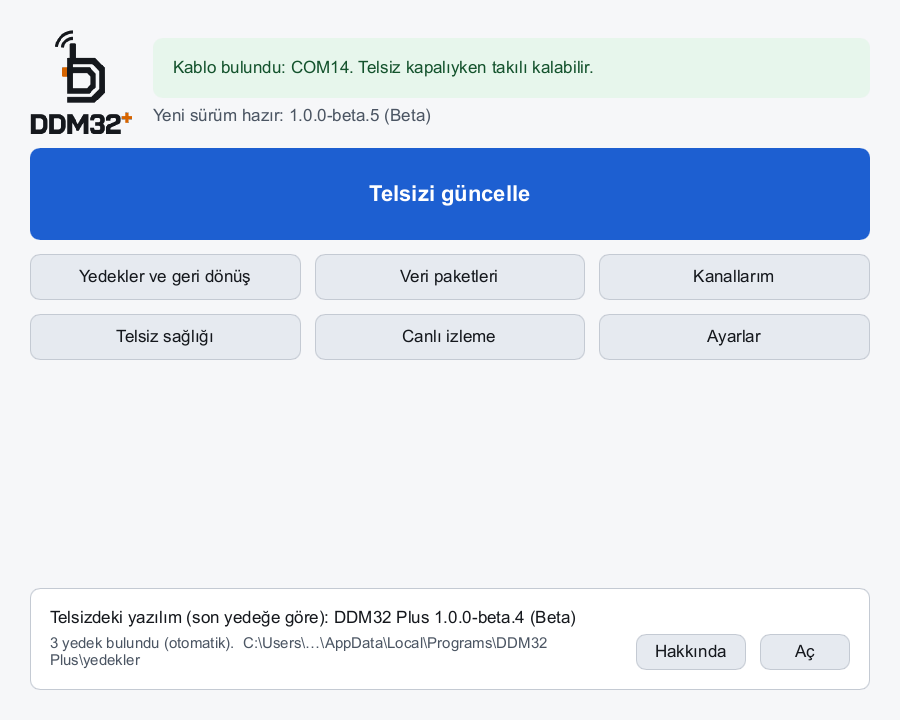 DDM32+
Kablo bulundu: COM14. Telsiz kapalıyken takılı kalabilir.
Yeni sürüm hazır: 1.0.0-beta.5 (Beta)
Telsizi güncelle
Yedekler ve geri dönüş
Veri paketleri
Kanallarım
Telsiz sağlığı
Canlı izleme
Ayarlar
Telsizdeki yazılım (son yedeğe göre): DDM32 Plus 1.0.0-beta.4 (Beta)
3 yedek bulundu (otomatik).  C:\Users\...\AppData\Local\Programs\DDM32
Plus\yedekler
Hakkında
Aç